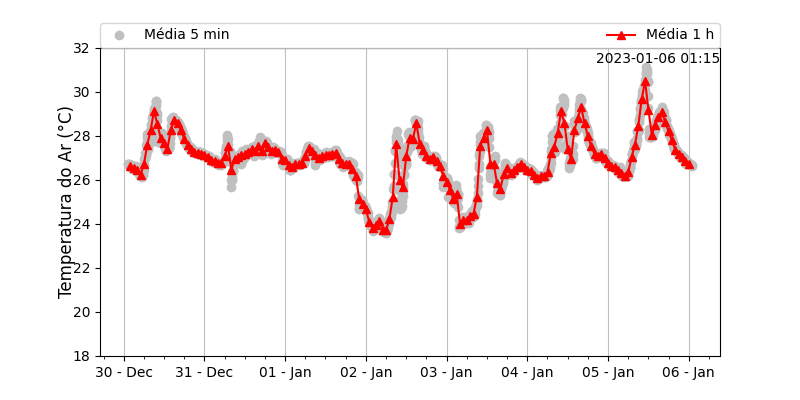 Média 5 min
Média 1 h
2023-01-06 01:15
Temperatura do Ar (°C)
32
30
28
26
24
22
20
18
30 - Dec
31 - Dec
01 - Jan
02 - Jan
03 - Jan
04 - Jan
05 - Jan
06 - Jan